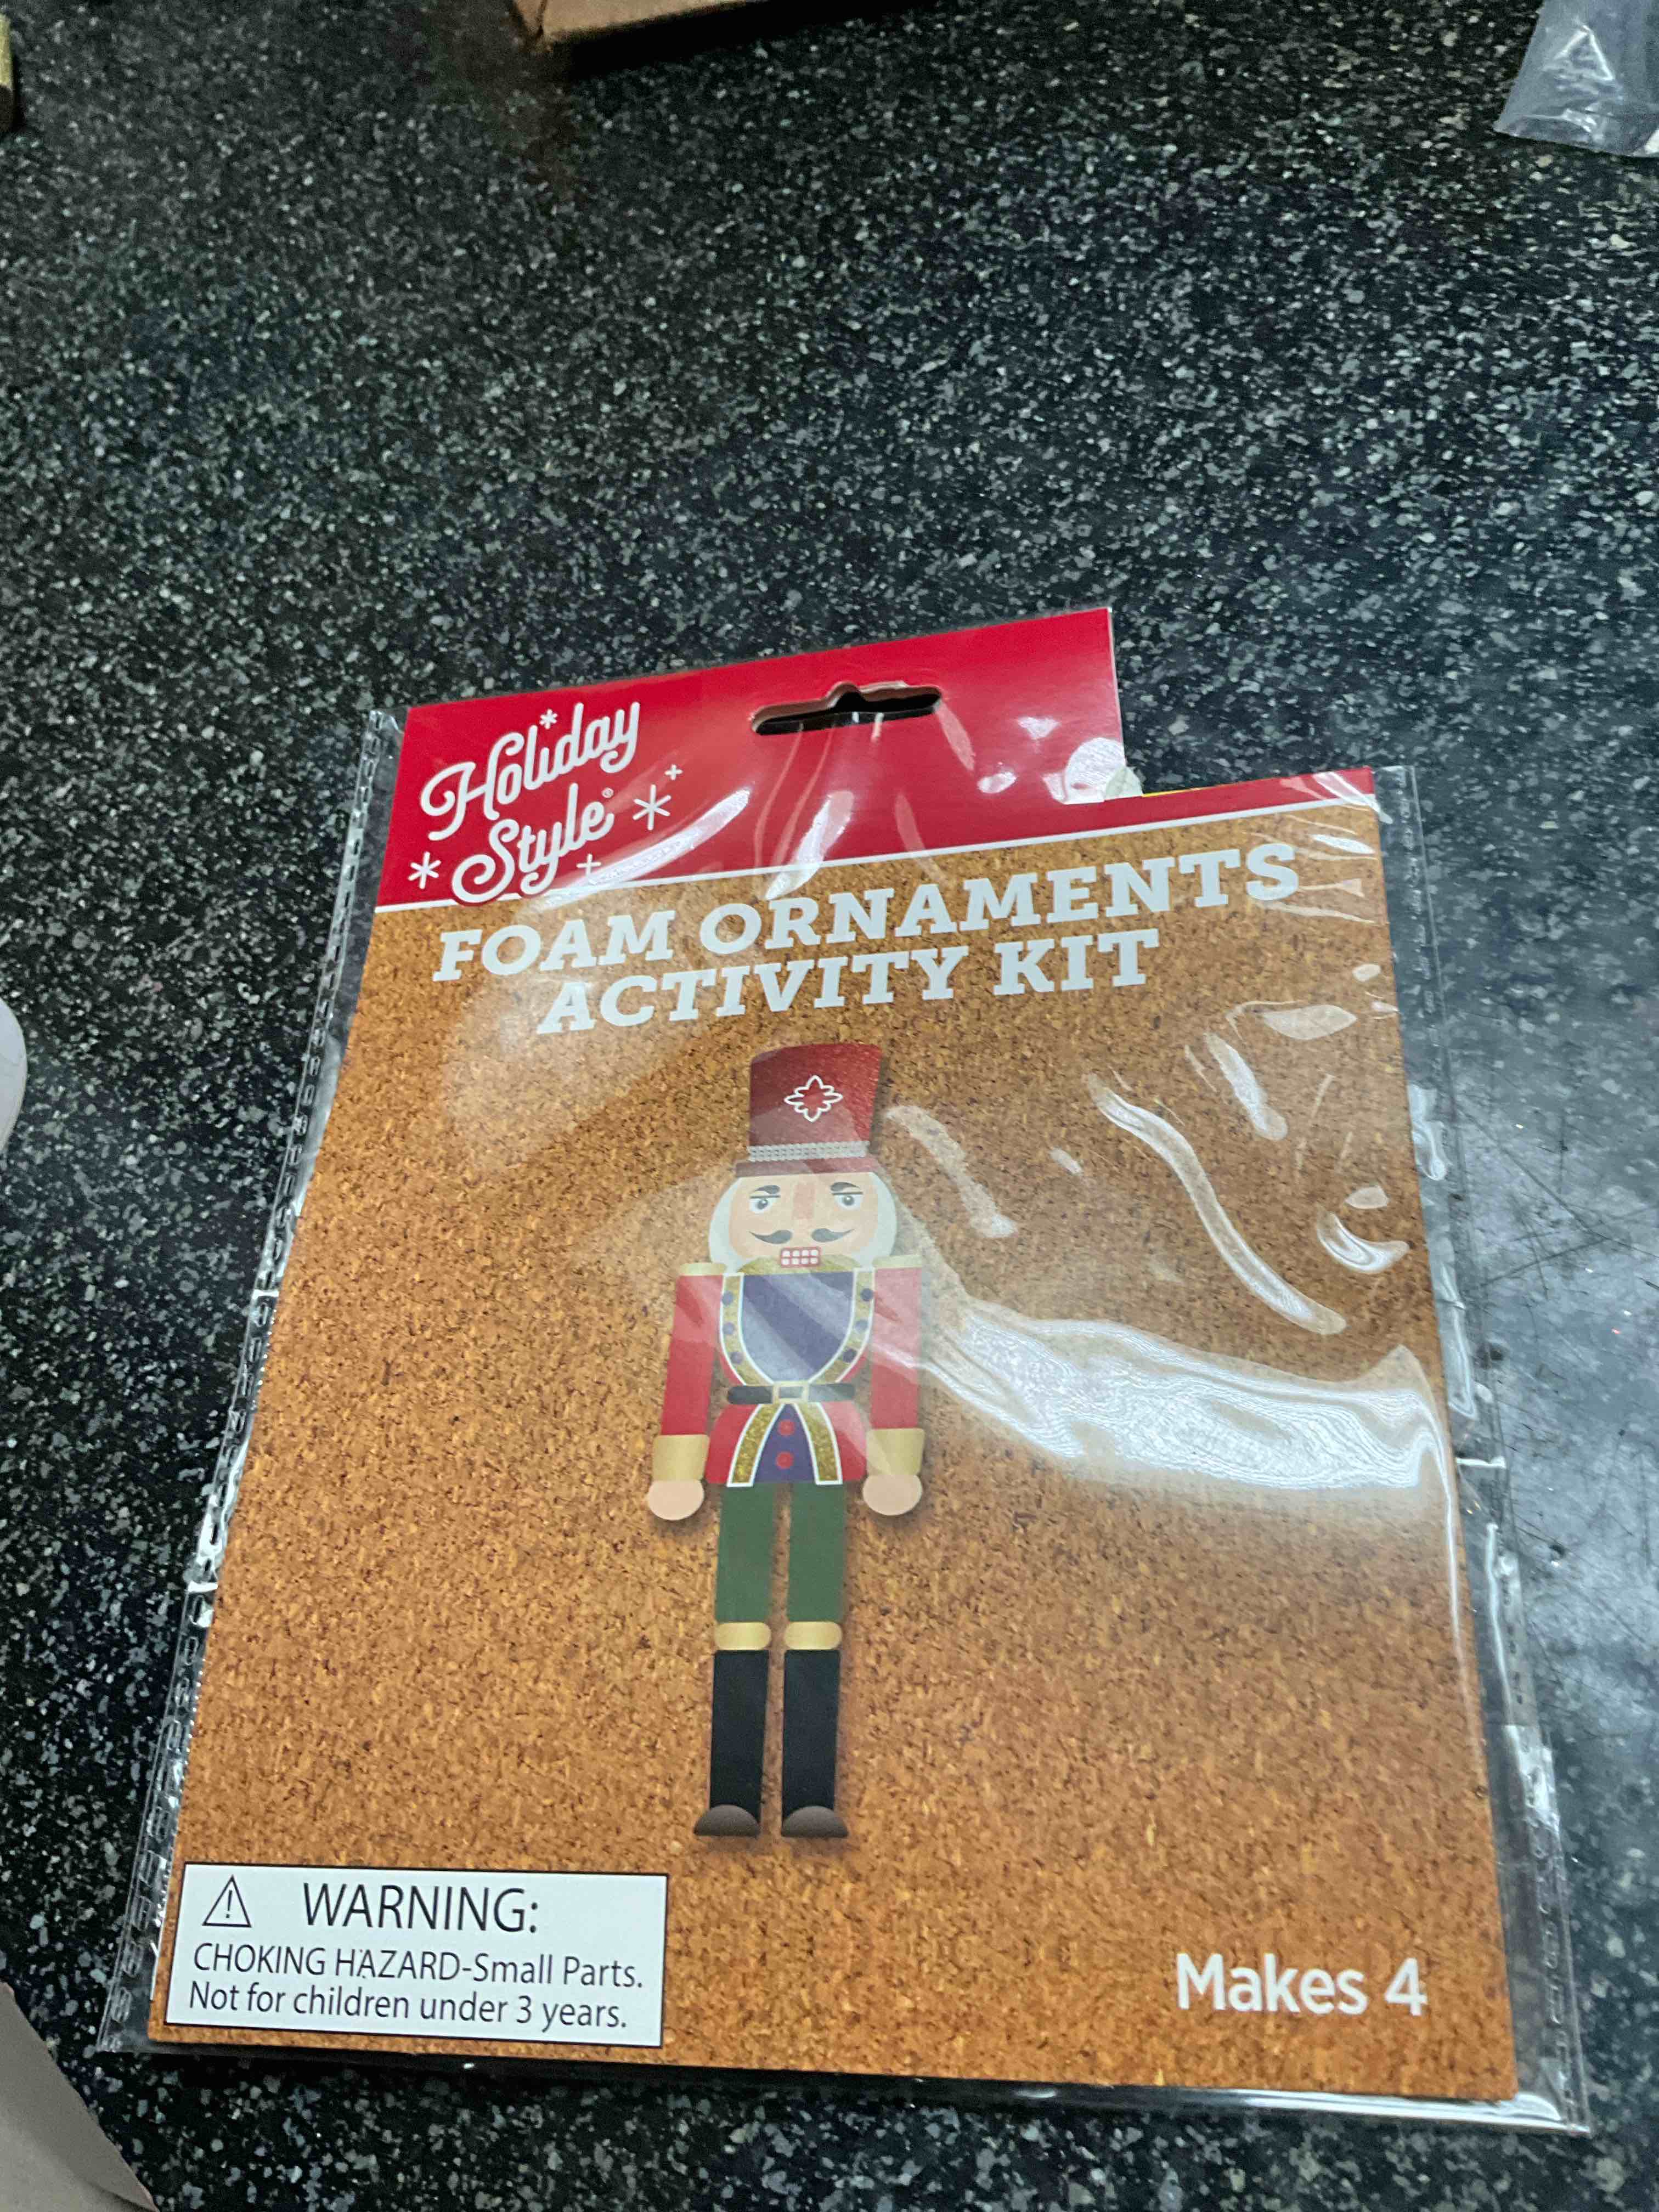 Holiday
Style®
FOAM ORNAMENTS
ACTIVITY KIT
WARNING:
CHOKING HAZARD-Small Parts.
Not for children under 3 years.
Makes 4